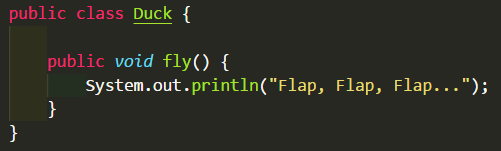 public class Duck {
public void fly() {
System.out.println("Flap, Flap, Flap...");
}
}